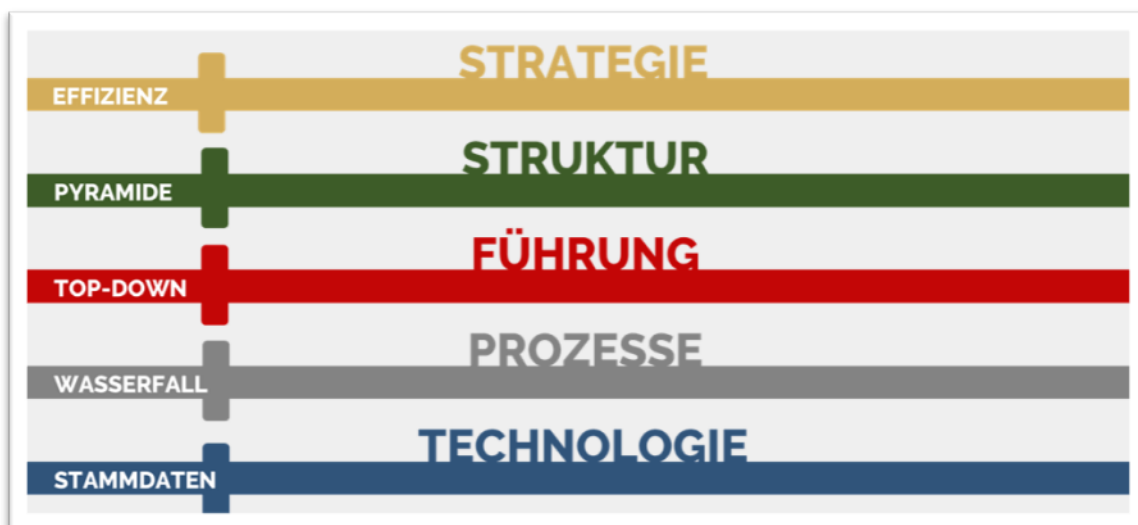 STRATEGIE
EFFIZIENZ
STRUKTUR
PYRAMIDE
FÜHRUNG
TOP-DOWN
PROZESSE
WASSERFALL
TECHNOLOGIE
STAMMDATEN